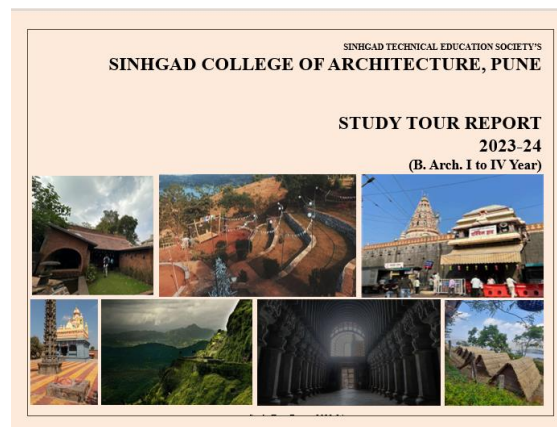 SINHGAD TECHNICAL EDUCATION SOCIETY'S
SINHGAD COLLEGE OF ARCHITECTURE, PUNE
STUDY TOUR REPORT
2023-24
(B. Arch. I to IV Year)